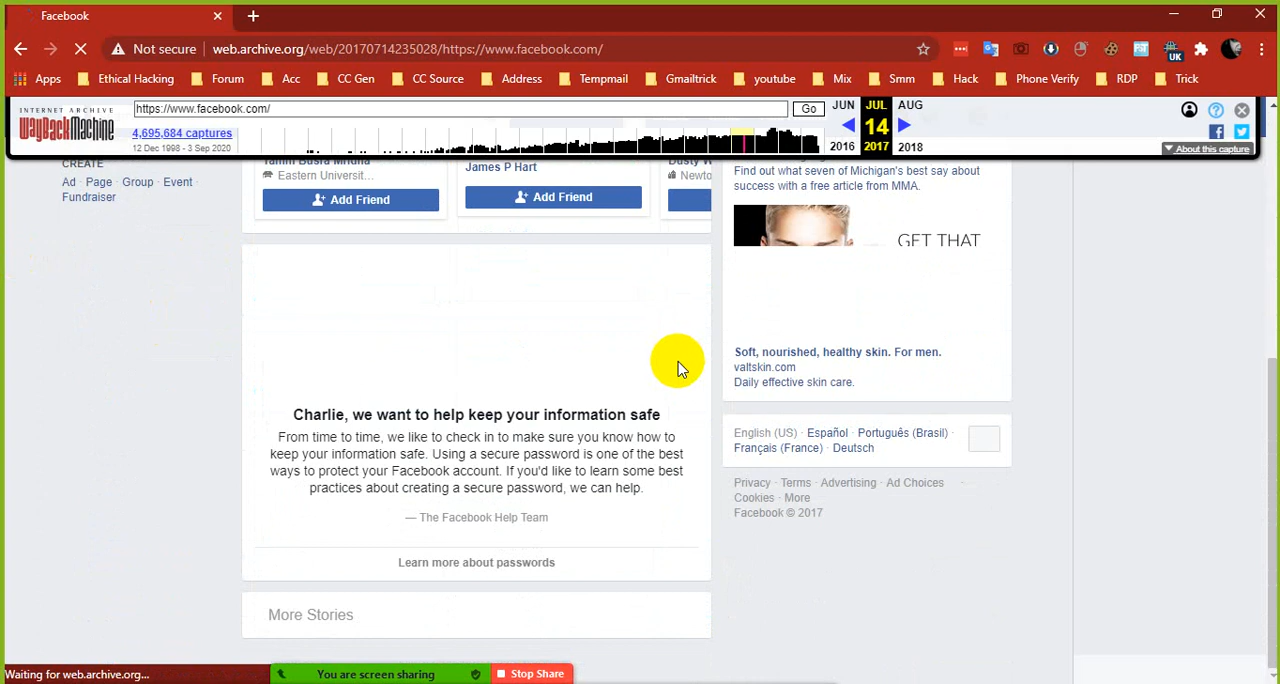 Facebook
Not secure
web.archive.org/web/20170714235028/https://www.facebook.com/
UK
Apps
Ethical Hacking
Forum
Acc
CC Gen
CC Source
Address
Tempmail
Gmailtrick
youtube
Mix
Smm
Hack
Phone Verify
RDP
Trick
INTERNET ARCHIVE
WayBackMachine
https://www.facebook.com/
Go
4,695,684 captures
12 Dec 1998 - 3 Sep 2020
JUN JUL AUG
14
2016 2017 2018
About this capture
CREATE
Ad · Page · Group · Event ·
Fundraiser
Eastern Universit...
Add Friend
James P Hart
Add Friend
Dusty W
Newto
Find out what seven of Michigan's best say about
success with a free article from MMA.
GET THAT
Soft, nourished, healthy skin. For men.
valtskin.com
Daily effective skin care.
Charlie, we want to help keep your information safe
From time to time, we like to check in to make sure you know how to
keep your information safe. Using a secure password is one of the best
ways to protect your Facebook account. If you'd like to learn some best
practices about creating a secure password, we can help.
— The Facebook Help Team
Learn more about passwords
More Stories
English (US) · Español · Português (Brasil) ·
Français (France) · Deutsch
Privacy · Terms · Advertising · Ad Choices ·
Cookies · More
Facebook © 2017
Waiting for web.archive.org...
You are screen sharing
Stop Share